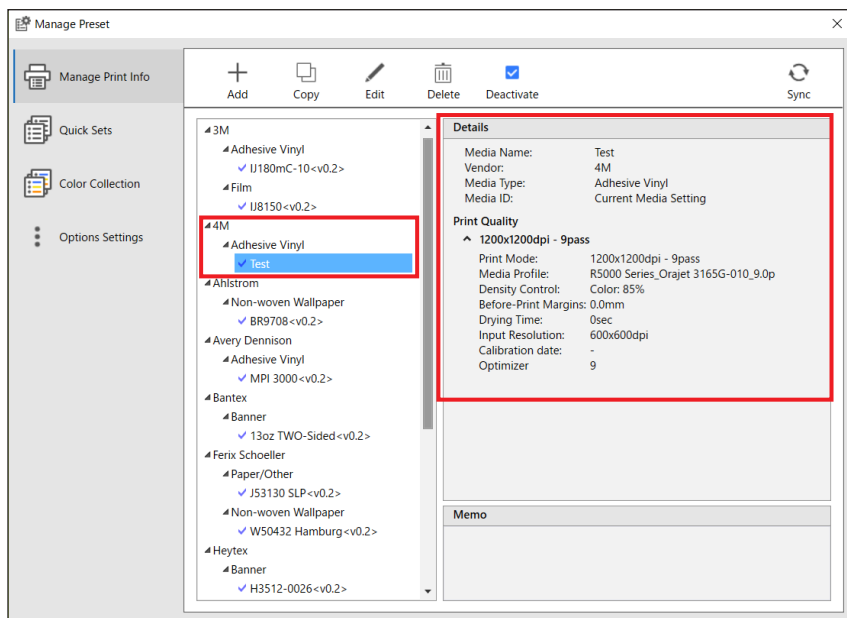 Manage Preset
Manage Print Info
Quick Sets
Color Collection
Options Settings
Add
Copy
Edit
Delete
Deactivate
Sync
3M
Adhesive Vinyl
IJ180mC-10<v0.2>
Film
IJ8150<v0.2>
4M
Adhesive Vinyl
Test
Ahlstrom
Non-woven Wallpaper
BR9708<v0.2>
Avery Dennison
Adhesive Vinyl
MPI 3000<v0.2>
Bantex
Banner
13oz TWO-Sided<v0.2>
Ferix Schoeller
Paper/Other
J53130 SLP<v0.2>
Non-woven Wallpaper
W50432 Hamburg<v0.2>
Heytex
Banner
H3512-0026<v0.2>
Details
Media Name: Test
Vendor: 4M
Media Type: Adhesive Vinyl
Media ID: Current Media Setting
Print Quality
1200x1200dpi - 9pass
Print Mode: 1200x1200dpi - 9pass
Media Profile: R5000 Series_Orajet 3165G-010_9.0p
Density Control: Color: 85%
Before-Print Margins: 0.0mm
Drying Time: 0sec
Input Resolution: 600x600dpi
Calibration date: -
Optimizer 9
Memo